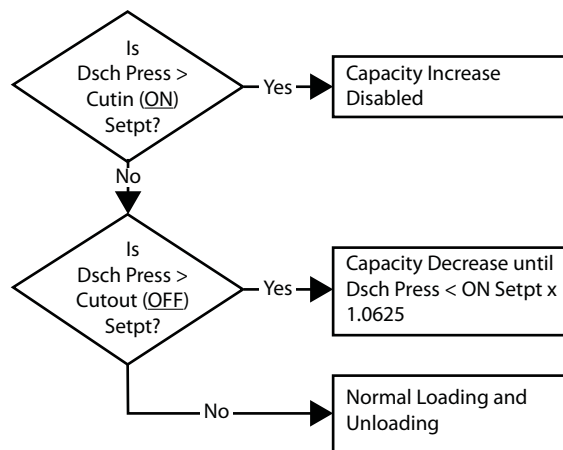 Is
Dsch Press >
Cutin (ON)
Setpt?
Yes
Capacity Increase
Disabled
No
Is
Dsch Press >
Cutout (OFF)
Setpt?
Yes
Capacity Decrease until
Dsch Press < ON Setpt x
1.0625
No
Normal Loading and
Unloading